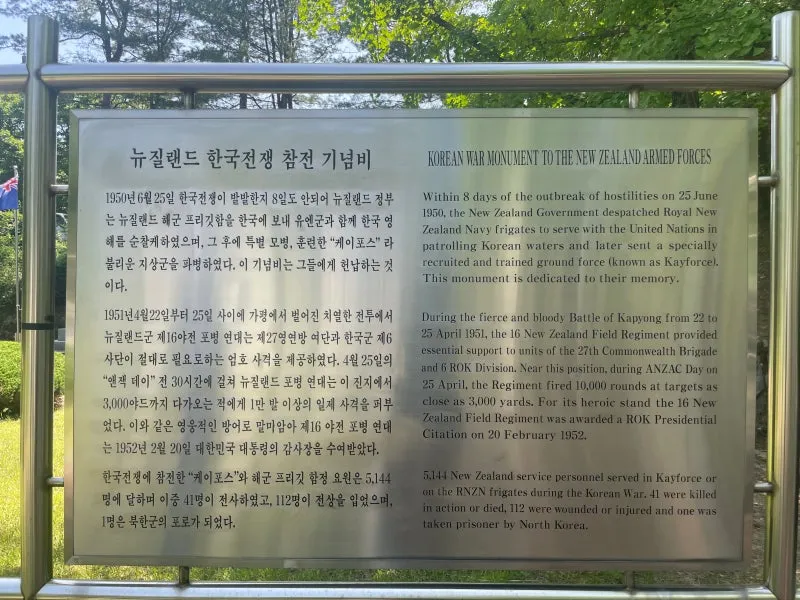 뉴질랜드 한국전쟁 참전 기념비
1950년 6월 25일 한국전쟁이 발발한지 8일도 안되어 뉴질랜드 정부
는 뉴질랜드 해군 프리깃함을 한국에 보내 유엔군과 함께 한국 영
해를 순찰케하였으며, 그 후에 특별 모병, 훈련한 “케이포스” 라
불리운 지상군을 파병하였다. 이 기념비는 그들에게 헌납하는 것
이다.
1951년4월22일부터 25일 사이에 가평에서 벌어진 치열한 전투에서
뉴질랜드군 제16야전 포병 연대는 제27영연방 여단과 한국군 제6
사단이 절대로 필요로하는 엄호 사격을 제공하였다. 4월 25일의
“앤잭 데이” 전 30시간에 걸쳐 뉴질랜드 포병 연대는 이 진지에서
3,000야드까지 다가오는 적에게 1만 발 이상의 일제 사격을 퍼부
었다. 이와 같은 영웅적인 방어로 말미암아 제16 야전 포병 연대
는 1952년 2월 20일 대한민국 대통령의 감사장을 수여받았다.
한국전쟁에 참전한 “케이포스”와 해군 프리깃 함정 요원은 5,144
명에 달하며 이중 41명이 전사하였고, 112명이 전상을 입었으며,
1명은 북한군의 포로가 되었다.
KOREAN WAR MONUMENT TO THE NEW ZEALAND ARMED FORCES
Within 8 days of the outbreak of hostilities on 25 June
1950, the New Zealand Government despatched Royal New
Zealand Navy frigates to serve with the United Nations in
patrolling Korean waters and later sent a specially
recruited and trained ground force (known as Kayforce).
This monument is dedicated to their memory.
During the fierce and bloody Battle of Kapyong from 22 to
25 April 1951, the 16 New Zealand Field Regiment provided
essential support to units of the 27th Commonwealth Brigade
and 6 ROK Division. Near this position, during ANZAC Day on
25 April, the Regiment fired 10,000 rounds at targets as
close as 3,000 yards. For its heroic stand the 16 New
Zealand Field Regiment was awarded a ROK Presidential
Citation on 20 February 1952.
5,144 New Zealand service personnel served in Kayforce or
on the RNZN frigates during the Korean War. 41 were killed
in action or died, 112 were wounded or injured and one was
taken prisoner by North Korea.